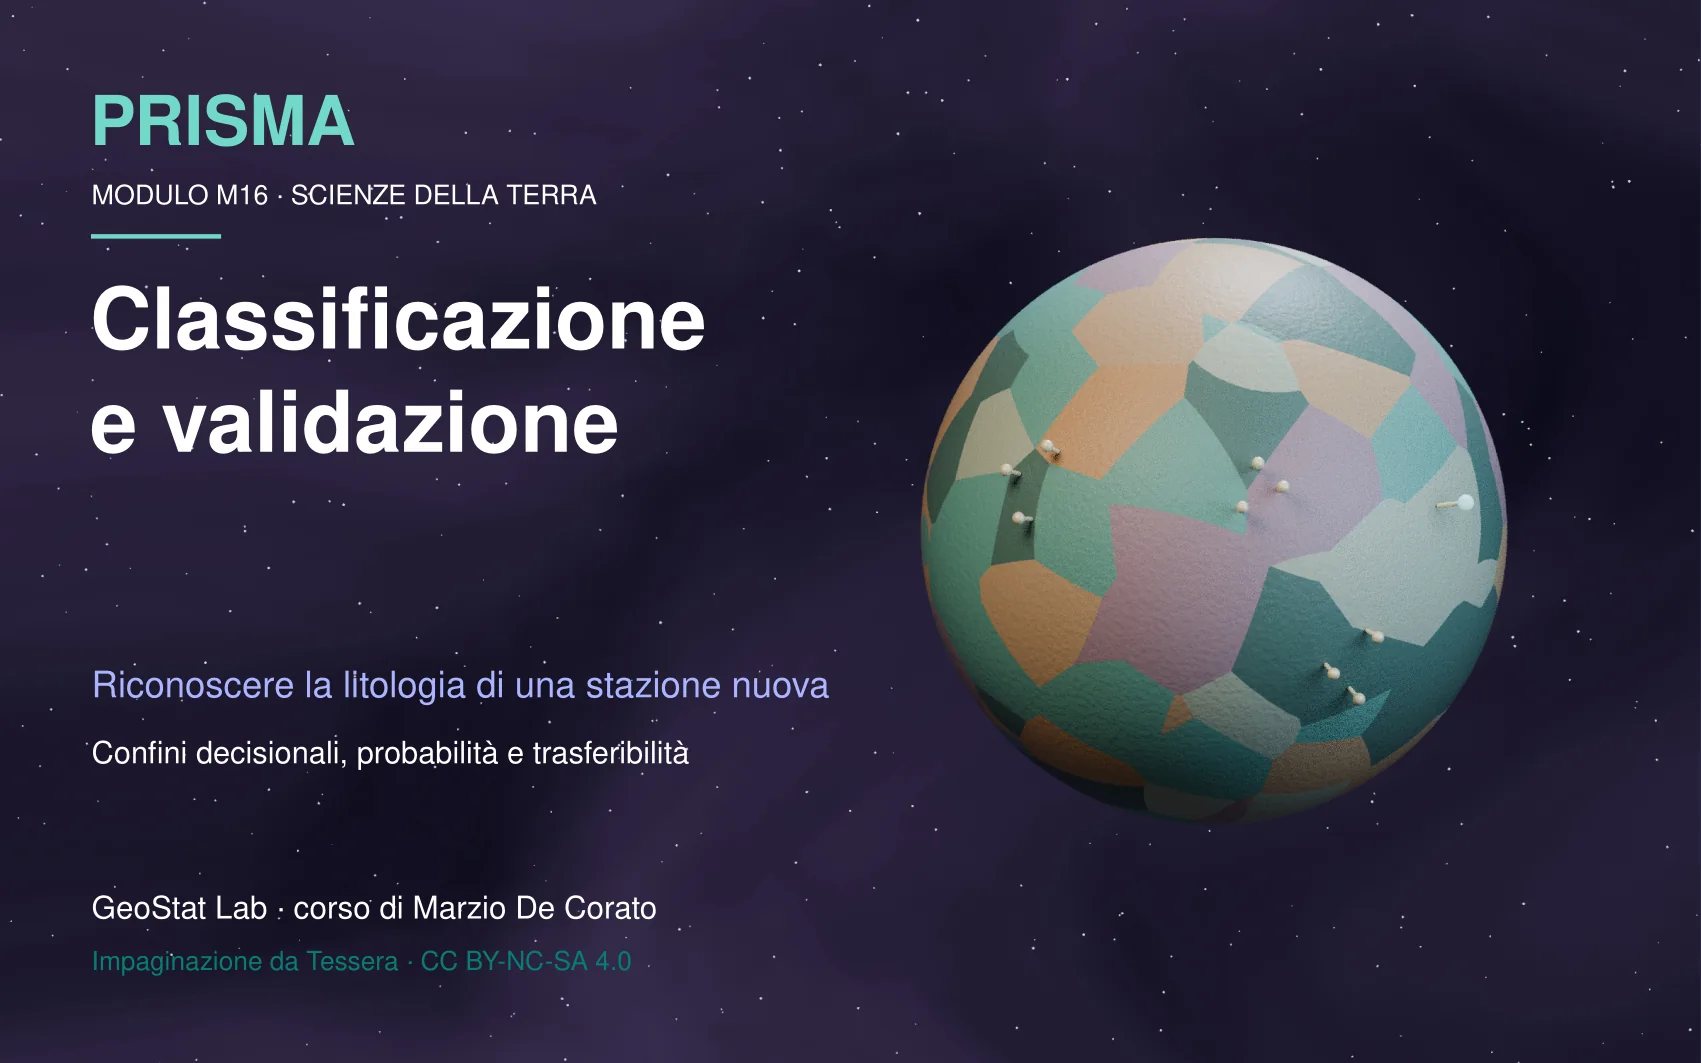 PRISMA
MODULO M16 · SCIENZE DELLA TERRA
Classificazione
e validazione
Riconoscere la litologia di una stazione nuova
Confini decisionali, probabilità e trasferibilità
GeoStat Lab · corso di Marzio De Corato
Impaginazione da Tessera · CC BY-NC-SA 4.0